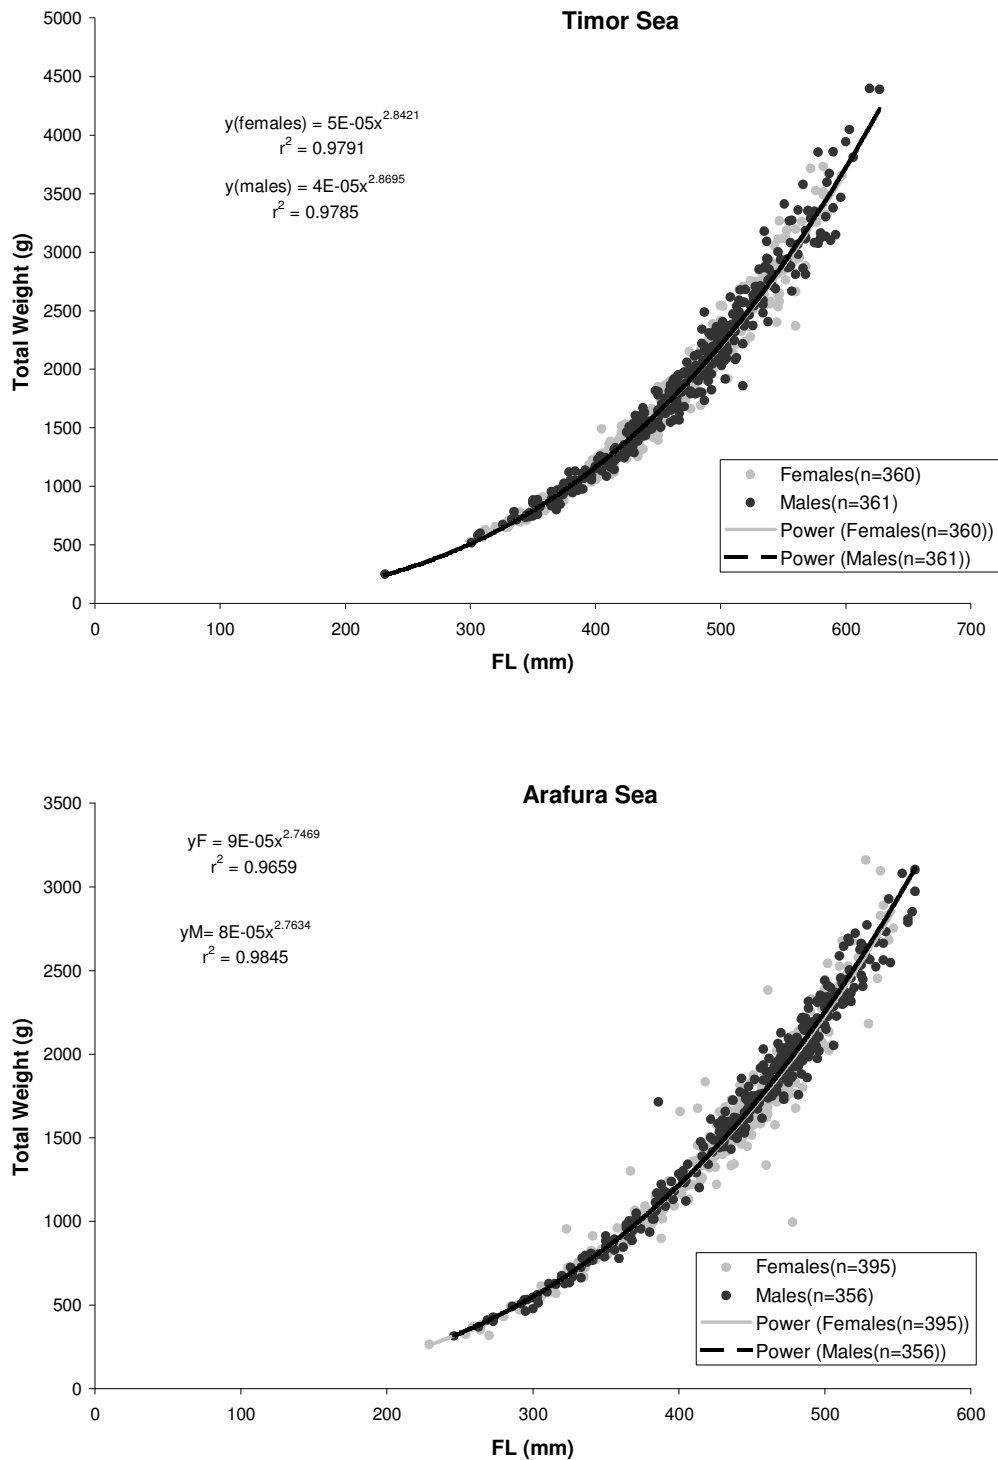 Timor Sea
5000
4500
4000
3500
3000
2500
2000
1500
1000
500
0
Total Weight (g)
y(females) = 5E-05x^2.8421
r^2 = 0.9791
y(males) = 4E-05x^2.8695
r^2 = 0.9785
Females(n=360)
Males(n=361)
Power (Females(n=360))
Power (Males(n=361))
0 100 200 300 400 500 600 700
FL (mm)
Arafura Sea
3500
3000
2500
2000
1500
1000
500
0
Total Weight (g)
yF = 9E-05x^2.7469
r^2 = 0.9659
yM= 8E-05x^2.7634
r^2 = 0.9845
Females(n=395)
Males(n=356)
Power (Females(n=395))
Power (Males(n=356))
0 100 200 300 400 500 600
FL (mm)